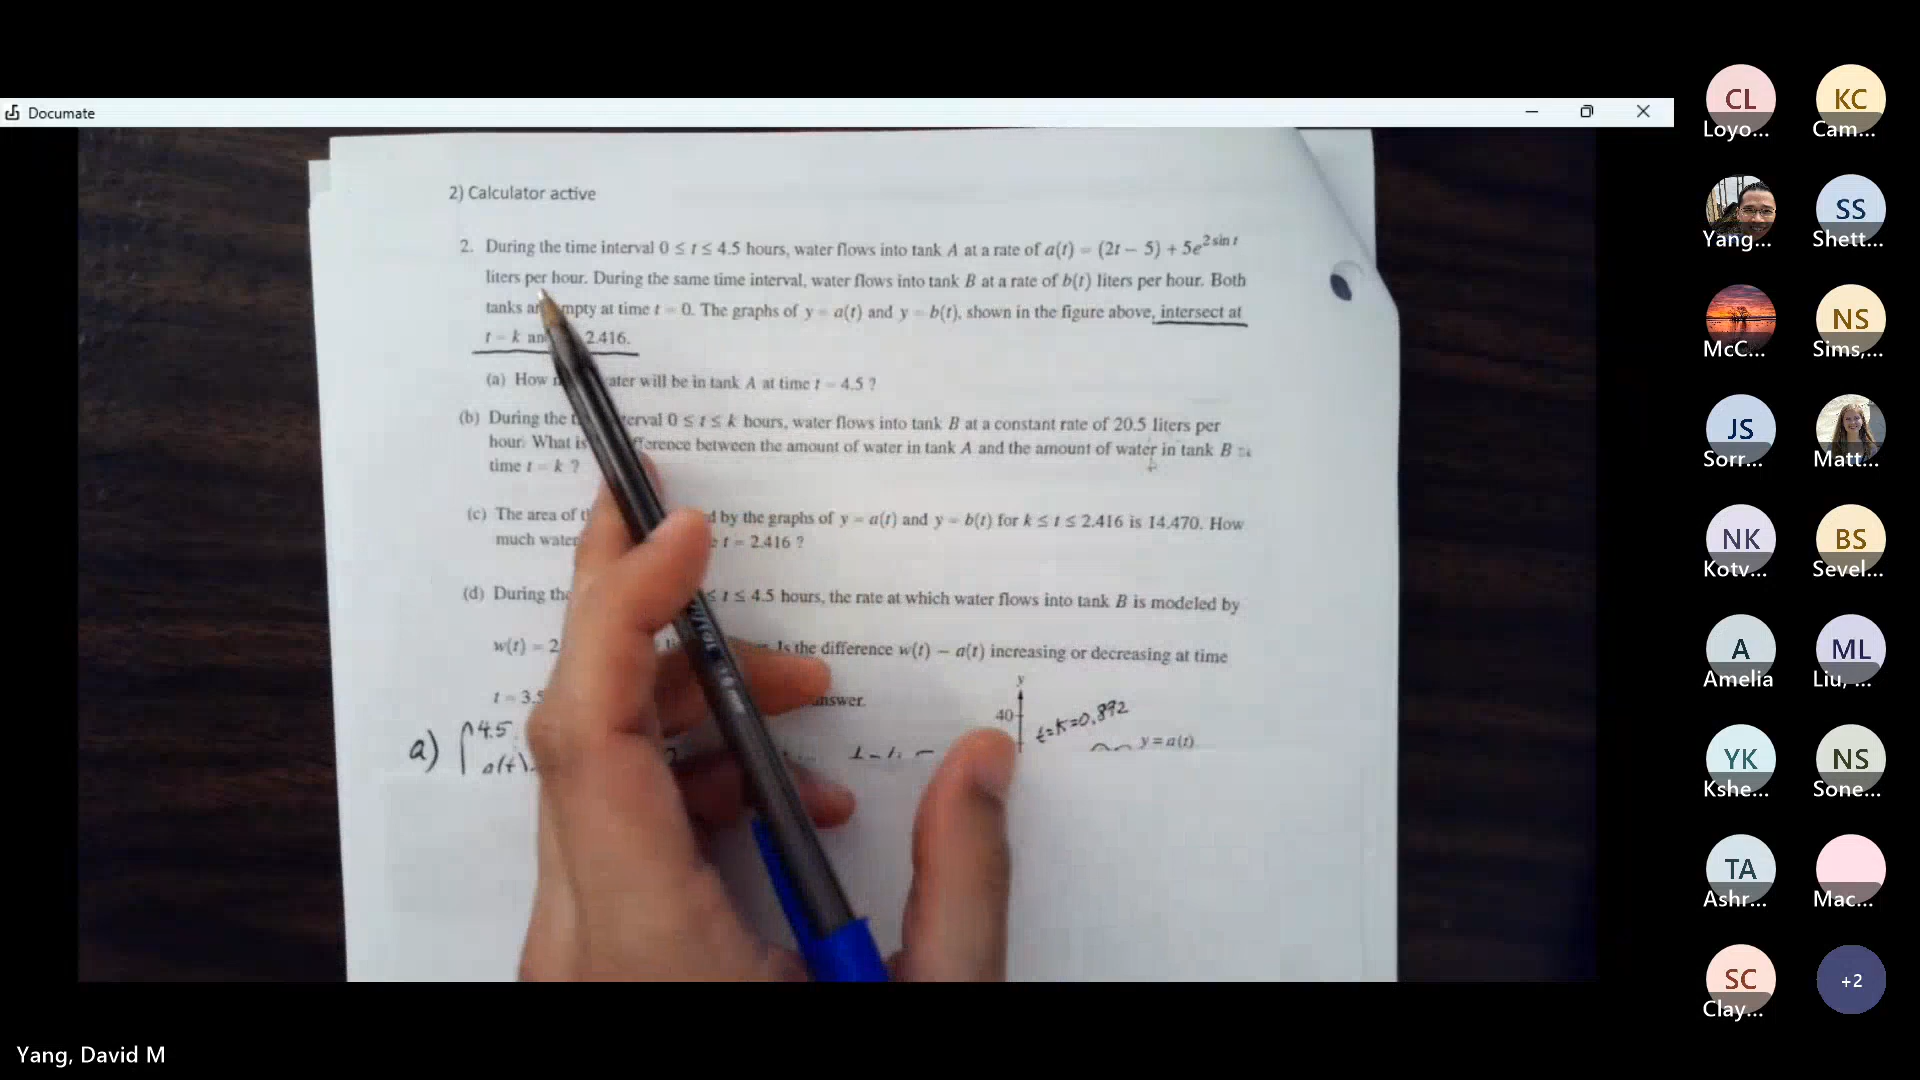 Documate
2) Calculator active
2. During the time interval 0 ≤ t ≤ 4.5 hours, water flows into tank A at a rate of a(t) = (2t − 5) + 5e^{2 sin t}
liters per hour. During the same time interval, water flows into tank B at a rate of b(t) liters per hour. Both
tanks empty at time t = 0. The graphs of y = a(t) and y = b(t), shown in the figure above, intersect at
t = k 2.416.
(a) How will be in tank A at time t = 4.5 ?
(b) During the 0 ≤ t ≤ k hours, water flows into tank B at a constant rate of 20.5 liters per
hour. What is between the amount of water in tank A and the amount of water in tank B
time t = k ?
(c) The area of by the graphs of y = a(t) and y = b(t) for k ≤ t ≤ 2.416 is 14.470. How
much water t = 2.416 ?
(d) During the ≤ t ≤ 4.5 hours, the rate at which water flows into tank B is modeled by
w(t) = 2 Is the difference w(t) − a(t) increasing or decreasing at time
t = 3.5 answer.
y
40
t=k=0.892
y = a(t)
a) ∫ 4.5 a(t)
CL
Loyo...
KC
Cam...
Yang...
SS
Shett...
McC...
NS
Sims,...
JS
Sorr...
Matt...
NK
Kotv...
BS
Sevel...
A
Amelia
ML
Liu, ...
YK
Kshe...
NS
Sone...
TA
Ashr...
Mac...
SC
Clay...
+2
Yang, David M